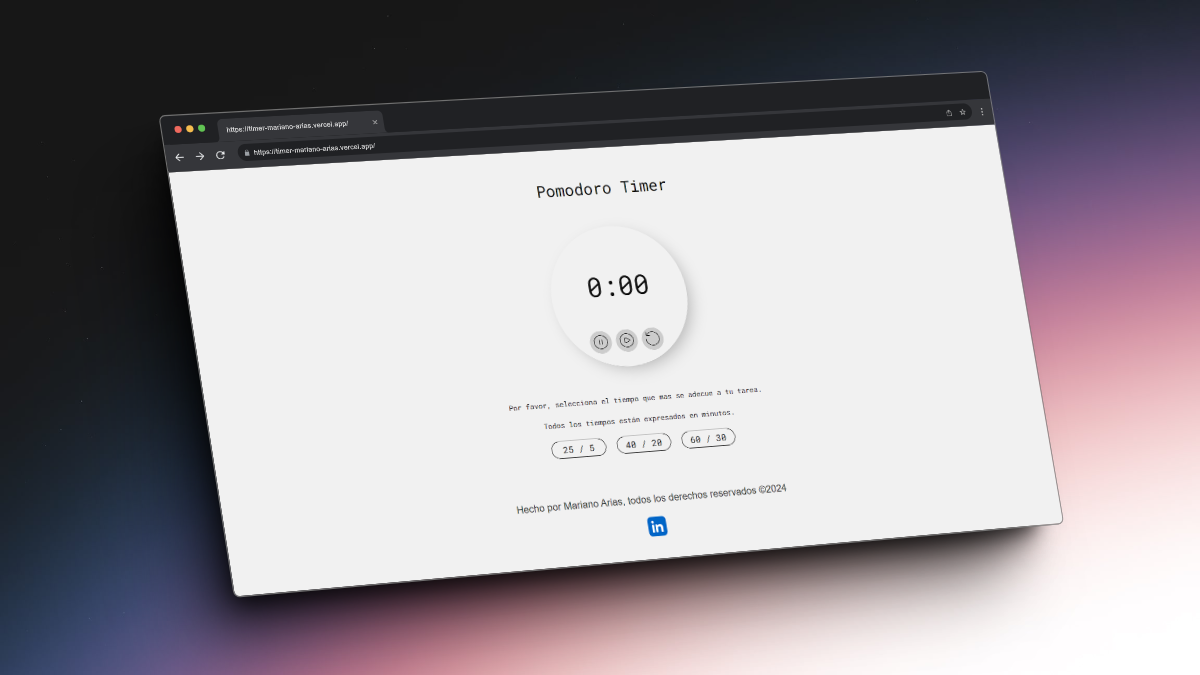 https://timer-mariano-arias.vercel.app/
https://timer-mariano-arias.vercel.app/
Pomodoro Timer
0:00
Por favor, selecciona el tiempo que mas se adecue a tu tarea.
Todos los tiempos están expresados en minutos.
25 / 5
40 / 20
60 / 30
Hecho por Mariano Arias, todos los derechos reservados ©2024
in